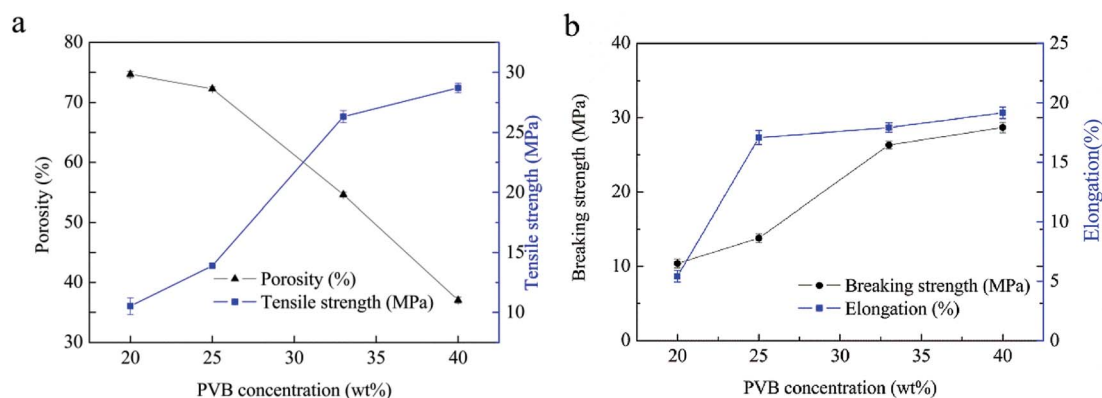 a
80
70
60
50
40
30
Porosity (%)
30
25
20
15
10
Tensile strength (MPa)
Porosity (%)
Tensile strength (MPa)
20
25
30
35
40
PVB concentration (wt%)
b
40
30
20
10
0
Breaking strength (MPa)
25
20
15
10
5
0
Elongation(%)
Breaking strength (MPa)
Elongation (%)
20
25
30
35
40
PVB concentration (wt%)